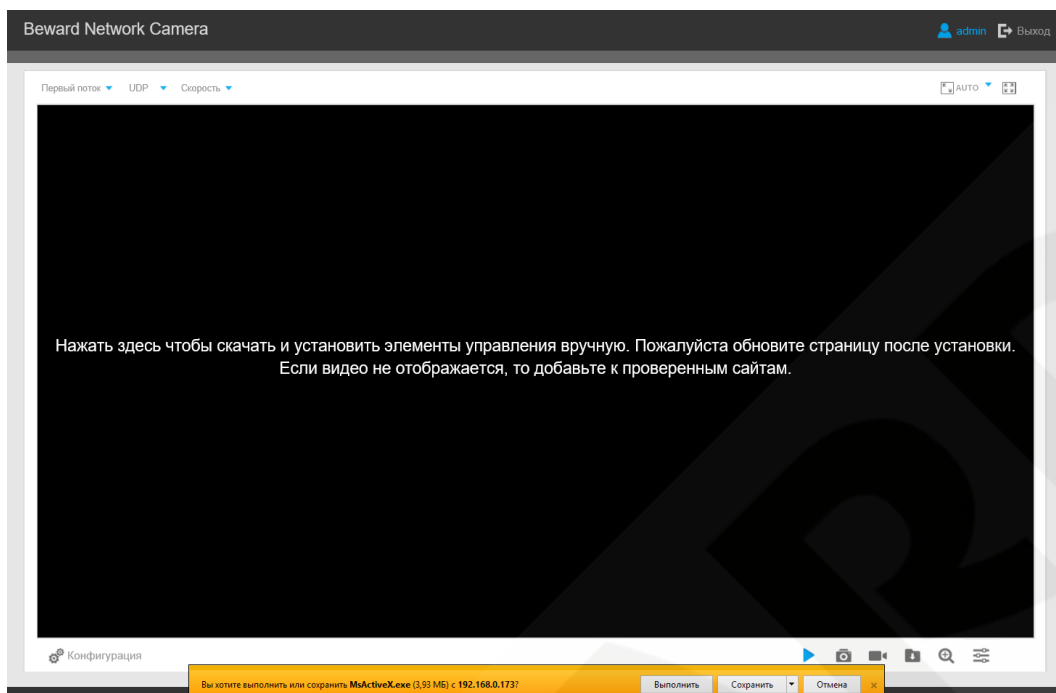 Beward Network Camera
admin Выход
Первый поток UDP Скорость AUTO
Нажать здесь чтобы скачать и установить элементы управления вручную. Пожалуйста обновите страницу после установки.
Если видео не отображается, то добавьте к проверенным сайтам.
Конфигурация
Вы хотите выполнить или сохранить MsActiveX.exe (3,93 МБ) с 192.168.0.173? Выполнить Сохранить Отмена